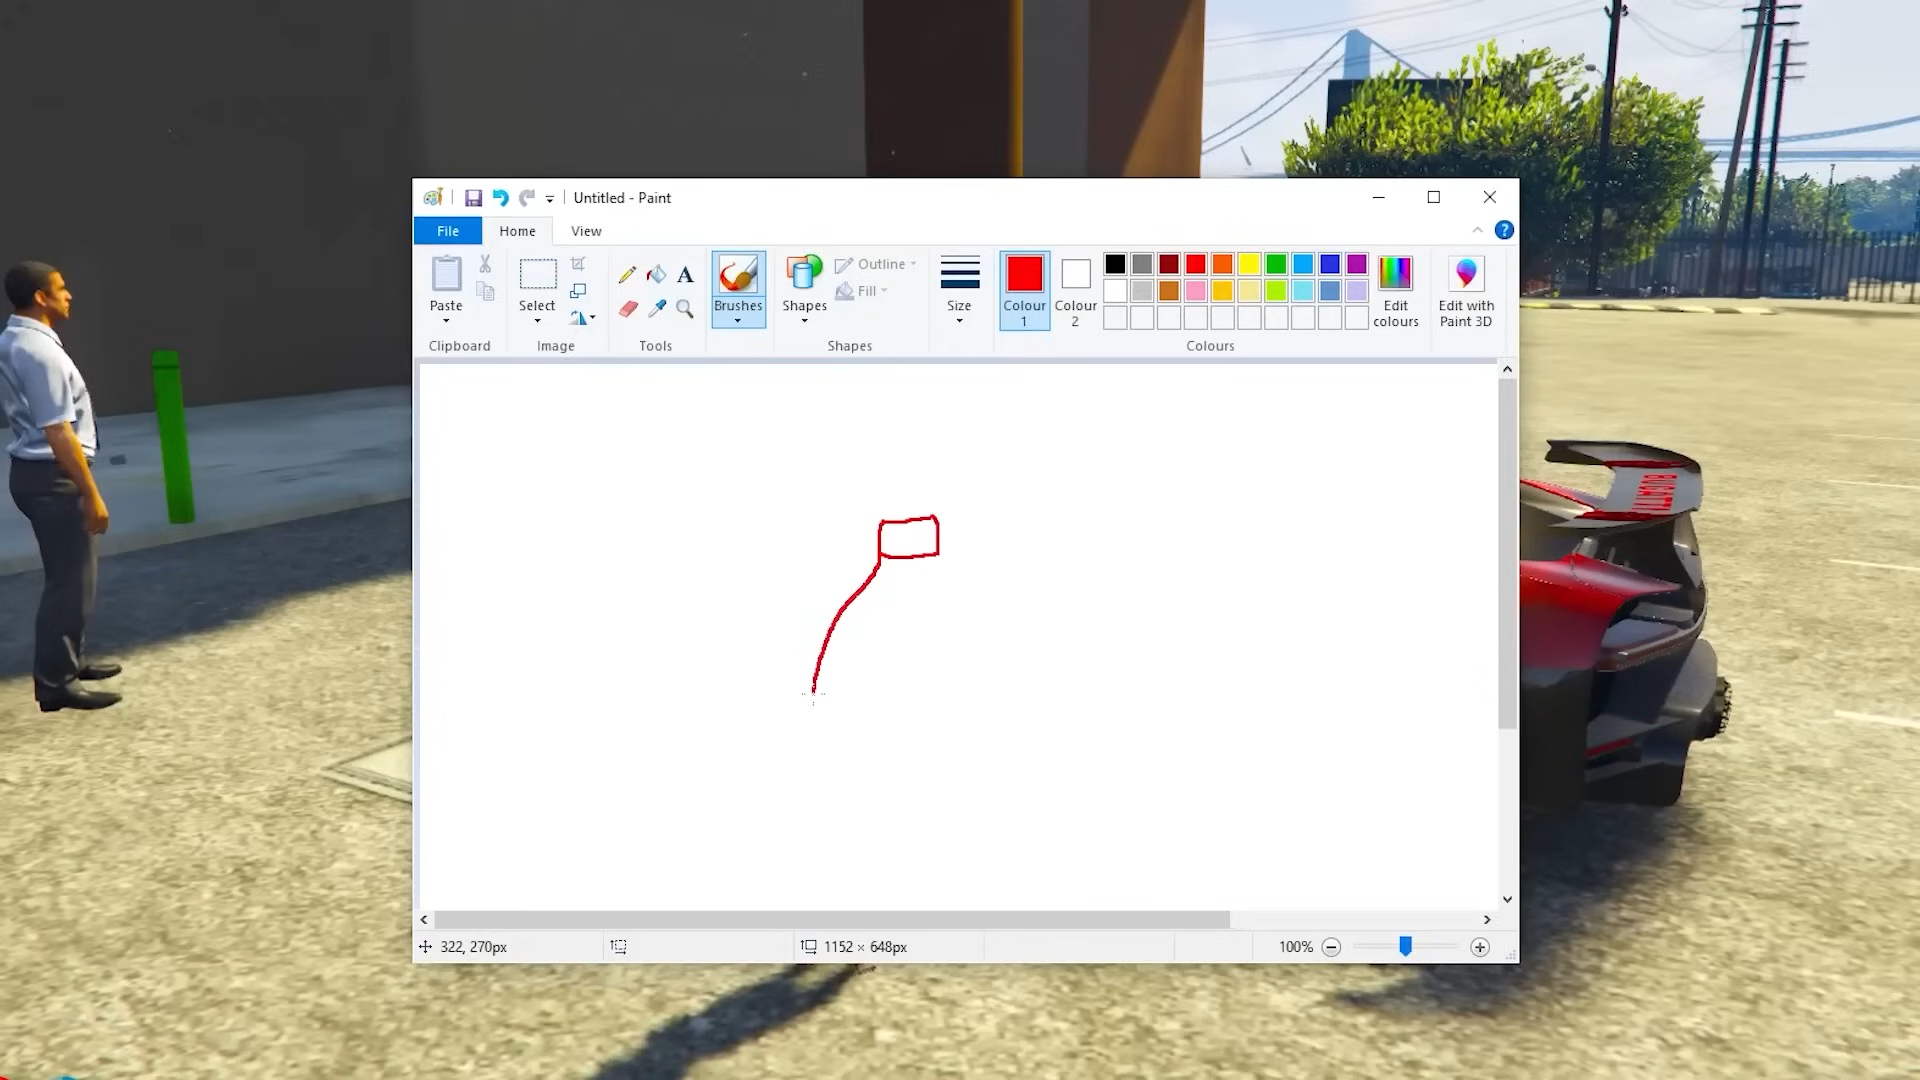 Untitled - Paint
File Home View
Paste
Select
Brushes
Shapes
Outline
Fill
Size
Colour 1
Colour 2
Edit colours
Edit with Paint 3D
Clipboard
Image
Tools
Shapes
Colours
BUGATTI
322, 270px
1152 × 648px
100%